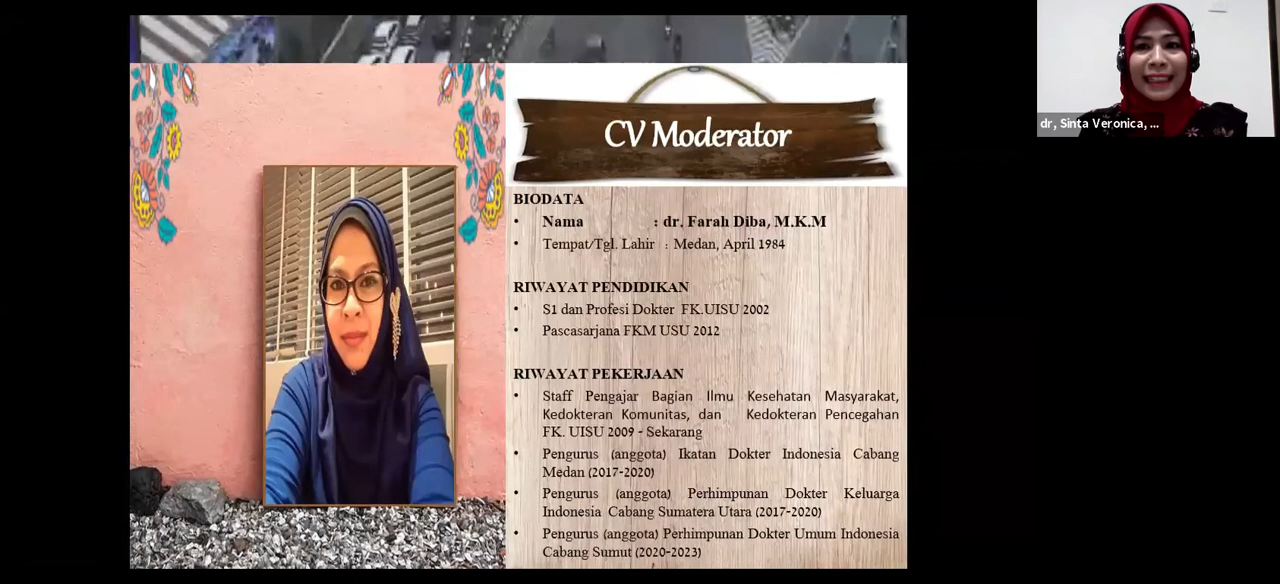 CV Moderator
dr, Sinta Veronica, ...
BIODATA
• Nama : dr. Farah Diba, M.K.M
• Tempat/Tgl. Lahir : Medan, April 1984
RIWAYAT PENDIDIKAN
• S1 dan Profesi Dokter FK.UISU 2002
• Pascasarjana FKM USU 2012
RIWAYAT PEKERJAAN
• Staff Pengajar Bagian Ilmu Kesehatan Masyarakat,
Kedokteran Komunitas, dan Kedokteran Pencegahan
FK. UISU 2009 - Sekarang
• Pengurus (anggota) Ikatan Dokter Indonesia Cabang
Medan (2017-2020)
• Pengurus (anggota) Perhimpunan Dokter Keluarga
Indonesia Cabang Sumatera Utara (2017-2020)
• Pengurus (anggota) Perhimpunan Dokter Umum Indonesia
Cabang Sumut (2020-2023)